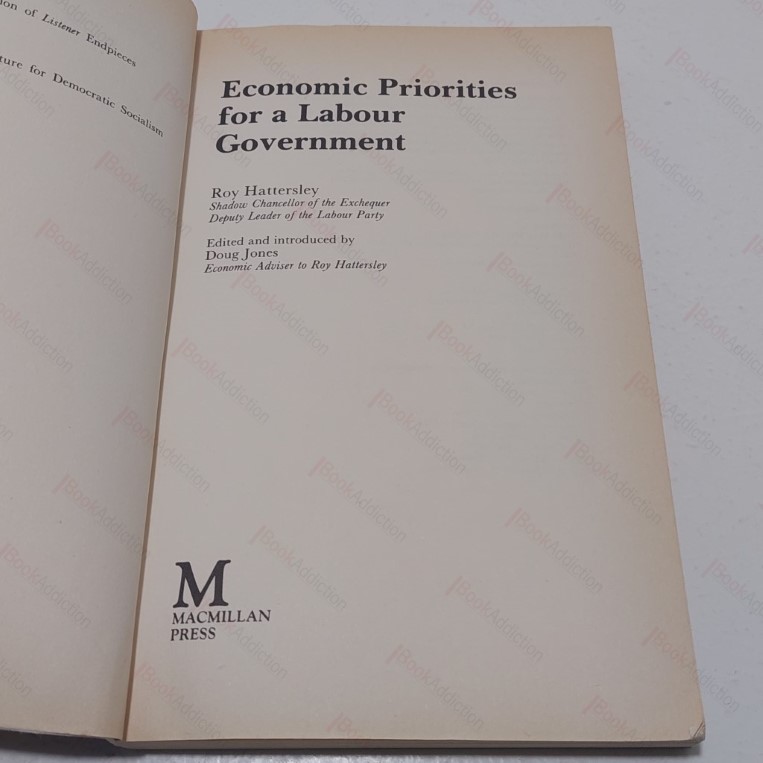 on of Listener Endpieces
ture for Democratic Socialism
Economic Priorities
for a Labour
Government
Roy Hattersley
Shadow Chancellor of the Exchequer
Deputy Leader of the Labour Party
Edited and introduced by
Doug Jones
Economic Adviser to Roy Hattersley
M
MACMILLAN
PRESS
BookAddiction